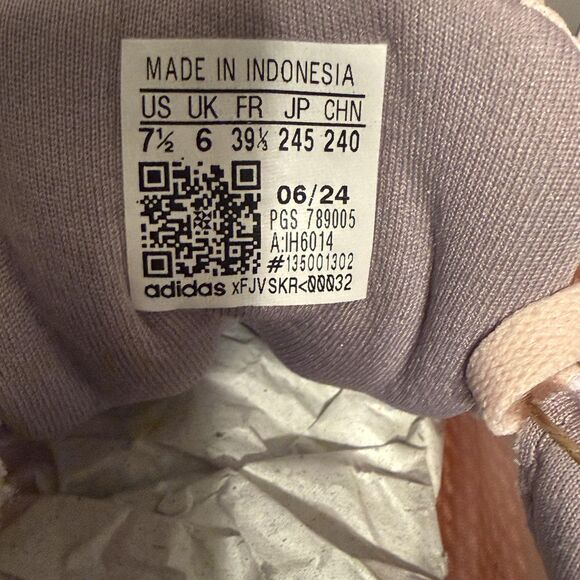 MADE IN INDONESIA
US UK FR JP CHN
7½ 6 39⅓ 245 240
06/24
PGS 789005
A:IH6014
#135001302
adidas xFJVSKR<00032